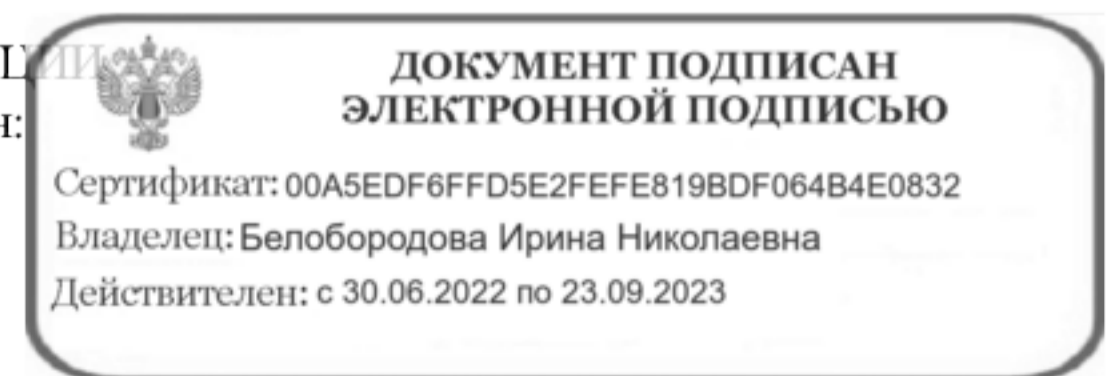 ДОКУМЕНТ ПОДПИСАН
ЭЛЕКТРОННОЙ ПОДПИСЬЮ
Сертификат: 00A5EDF6FFD5E2FEFE819BDF064B4E0832
Владелец: Белобородова Ирина Николаевна
Действителен: с 30.06.2022 по 23.09.2023